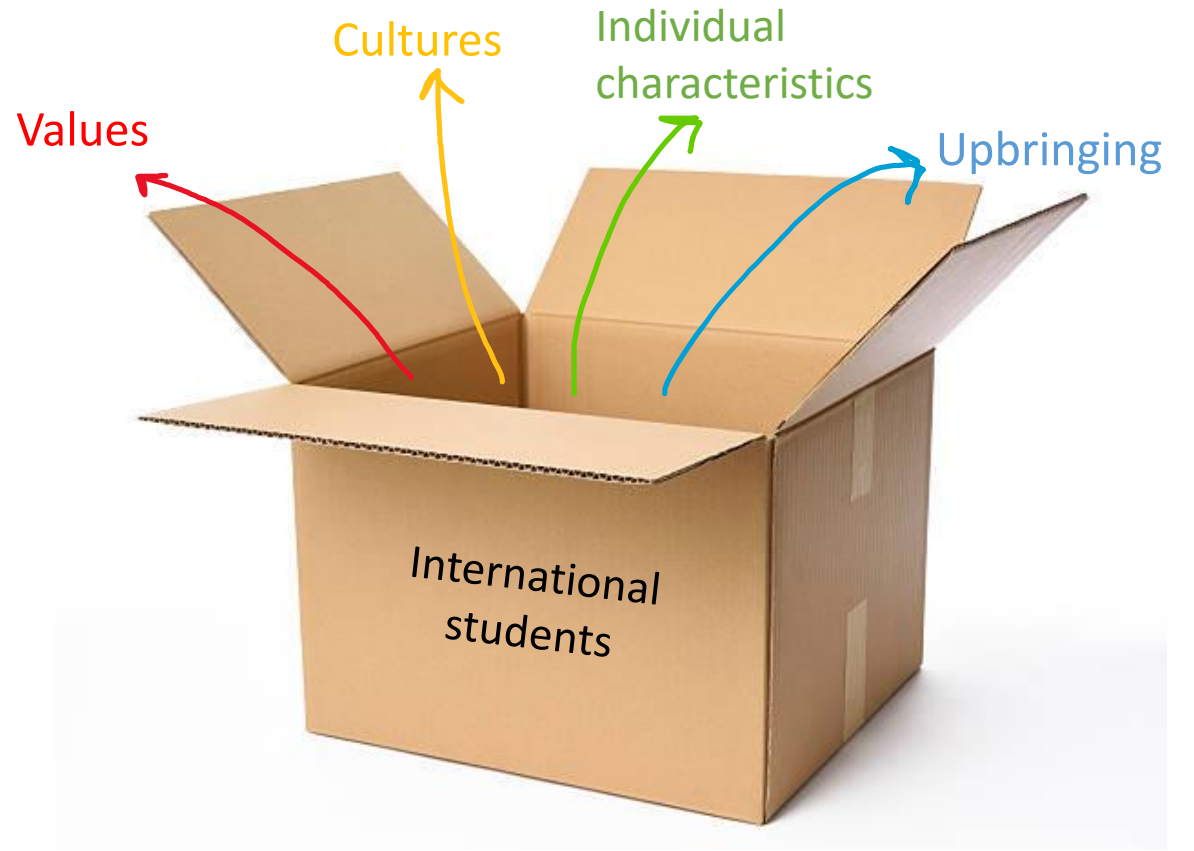 Values
Cultures
Individual
characteristics
Upbringing
International
students